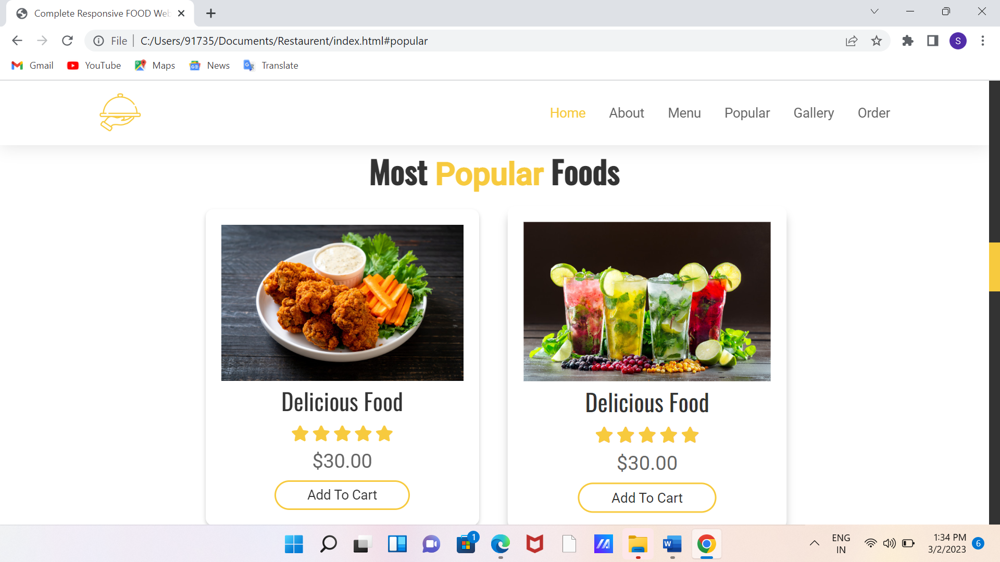 Complete Responsive FOOD Web
File
C:/Users/91735/Documents/Restaurent/index.html#popular
S
Gmail
YouTube
Maps
News
Translate
Home
About
Menu
Popular
Gallery
Order
Most Popular Foods
Delicious Food
$30.00
Add To Cart
Delicious Food
$30.00
Add To Cart
1
W
ENG
IN
1:34 PM
3/2/2023
6